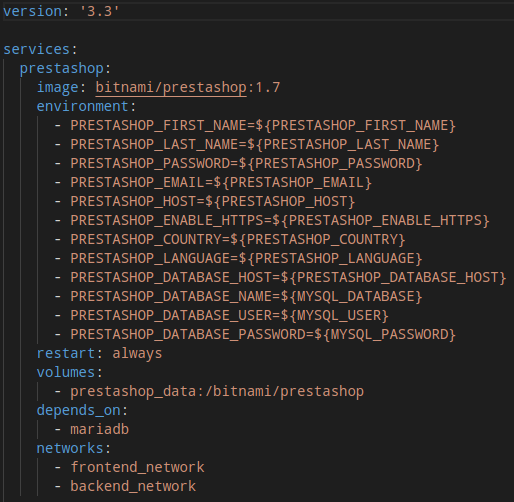 version: '3.3'
services:
prestashop:
image: bitnami/prestashop:1.7
environment:
- PRESTASHOP_FIRST_NAME=${PRESTASHOP_FIRST_NAME}
- PRESTASHOP_LAST_NAME=${PRESTASHOP_LAST_NAME}
- PRESTASHOP_PASSWORD=${PRESTASHOP_PASSWORD}
- PRESTASHOP_EMAIL=${PRESTASHOP_EMAIL}
- PRESTASHOP_HOST=${PRESTASHOP_HOST}
- PRESTASHOP_ENABLE_HTTPS=${PRESTASHOP_ENABLE_HTTPS}
- PRESTASHOP_COUNTRY=${PRESTASHOP_COUNTRY}
- PRESTASHOP_LANGUAGE=${PRESTASHOP_LANGUAGE}
- PRESTASHOP_DATABASE_HOST=${PRESTASHOP_DATABASE_HOST}
- PRESTASHOP_DATABASE_NAME=${MYSQL_DATABASE}
- PRESTASHOP_DATABASE_USER=${MYSQL_USER}
- PRESTASHOP_DATABASE_PASSWORD=${MYSQL_PASSWORD}
restart: always
volumes:
- prestashop_data:/bitnami/prestashop
depends_on:
- mariadb
networks:
- frontend_network
- backend_network